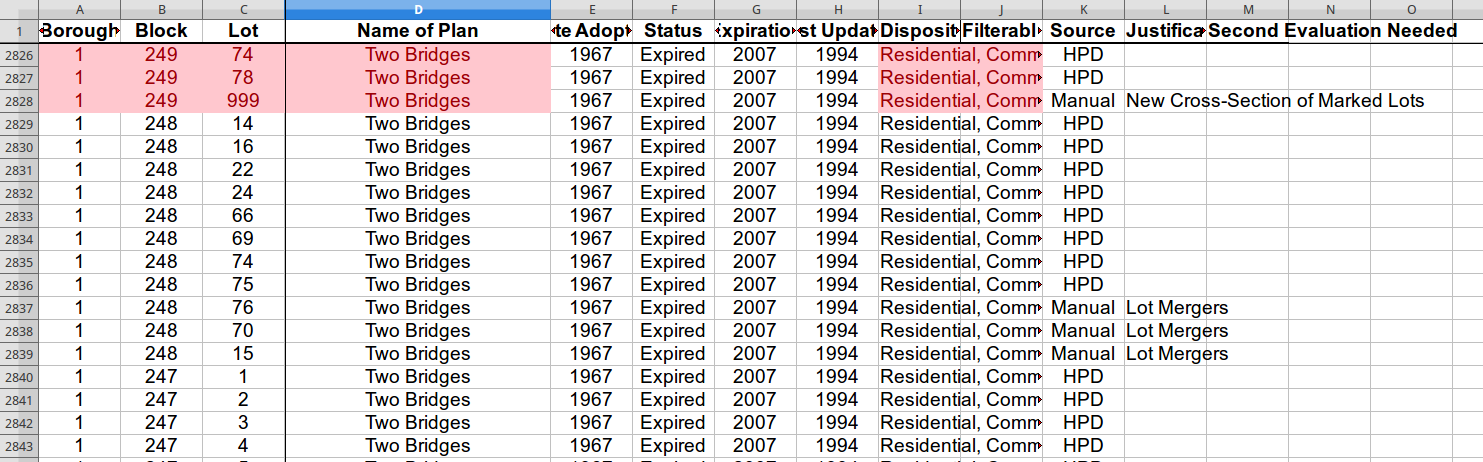 A B C D E F G H I J K L M N O
1 Borough Block Lot Name of Plan te Adopt Status xpiratio st Updat Disposit Filterabl Source Justifica Second Evaluation Needed
2826 1 249 74 Two Bridges 1967 Expired 2007 1994 Residential, Comm HPD
2827 1 249 78 Two Bridges 1967 Expired 2007 1994 Residential, Comm HPD
2828 1 249 999 Two Bridges 1967 Expired 2007 1994 Residential, Comm Manual New Cross-Section of Marked Lots
2829 1 248 14 Two Bridges 1967 Expired 2007 1994 Residential, Comm HPD
2830 1 248 16 Two Bridges 1967 Expired 2007 1994 Residential, Comm HPD
2831 1 248 22 Two Bridges 1967 Expired 2007 1994 Residential, Comm HPD
2832 1 248 24 Two Bridges 1967 Expired 2007 1994 Residential, Comm HPD
2833 1 248 66 Two Bridges 1967 Expired 2007 1994 Residential, Comm HPD
2834 1 248 69 Two Bridges 1967 Expired 2007 1994 Residential, Comm HPD
2835 1 248 74 Two Bridges 1967 Expired 2007 1994 Residential, Comm HPD
2836 1 248 75 Two Bridges 1967 Expired 2007 1994 Residential, Comm HPD
2837 1 248 76 Two Bridges 1967 Expired 2007 1994 Residential, Comm Manual Lot Mergers
2838 1 248 70 Two Bridges 1967 Expired 2007 1994 Residential, Comm Manual Lot Mergers
2839 1 248 15 Two Bridges 1967 Expired 2007 1994 Residential, Comm Manual Lot Mergers
2840 1 247 1 Two Bridges 1967 Expired 2007 1994 Residential, Comm HPD
2841 1 247 2 Two Bridges 1967 Expired 2007 1994 Residential, Comm HPD
2842 1 247 3 Two Bridges 1967 Expired 2007 1994 Residential, Comm HPD
2843 1 247 4 Two Bridges 1967 Expired 2007 1994 Residential, Comm HPD